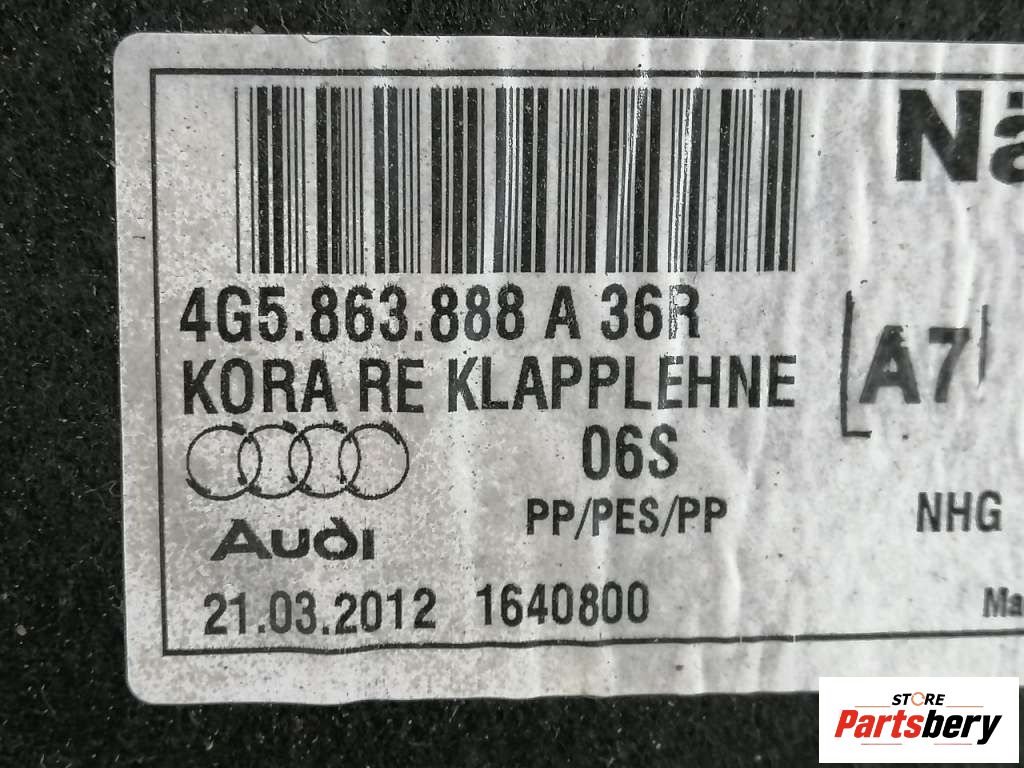 4G5.863.888 A 36R
KORA RE KLAPPLEHNE
A7
06S
Audi
PP/PES/PP
NHG
21.03.2012 1640800
STORE
Partsbery